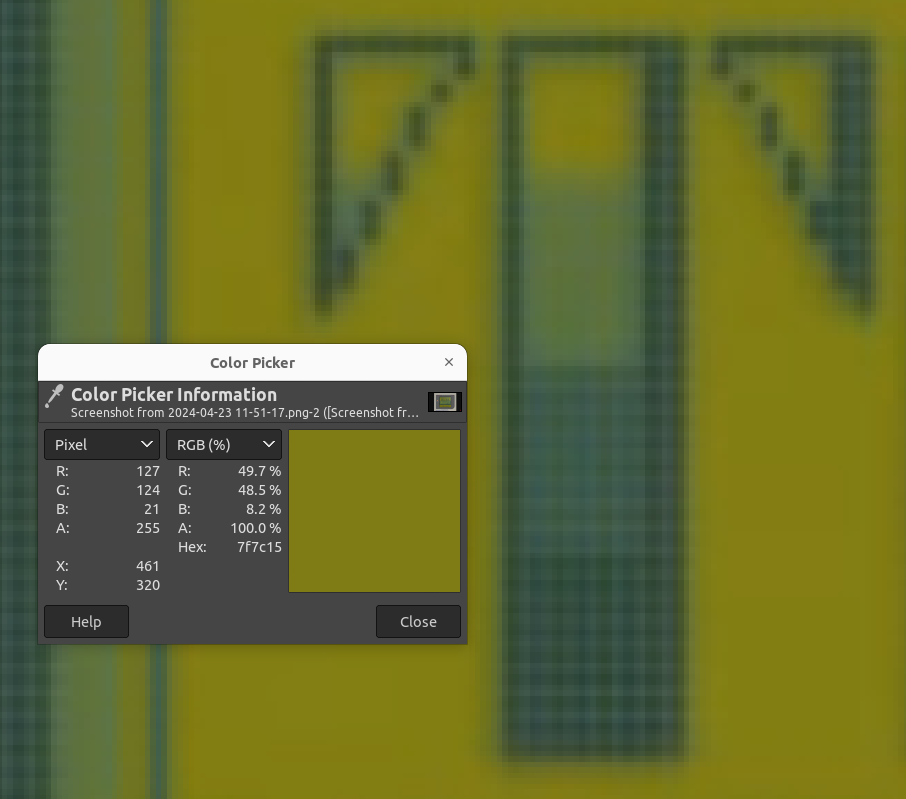 T
Color Picker
Color Picker Information
Screenshot from 2024-04-23 11-51-17.png-2 ([Screenshot fr…
Pixel RGB (%)
R: 127 R: 49.7 %
G: 124 G: 48.5 %
B: 21 B: 8.2 %
A: 255 A: 100.0 %
Hex: 7f7c15
X: 461
Y: 320
Help Close